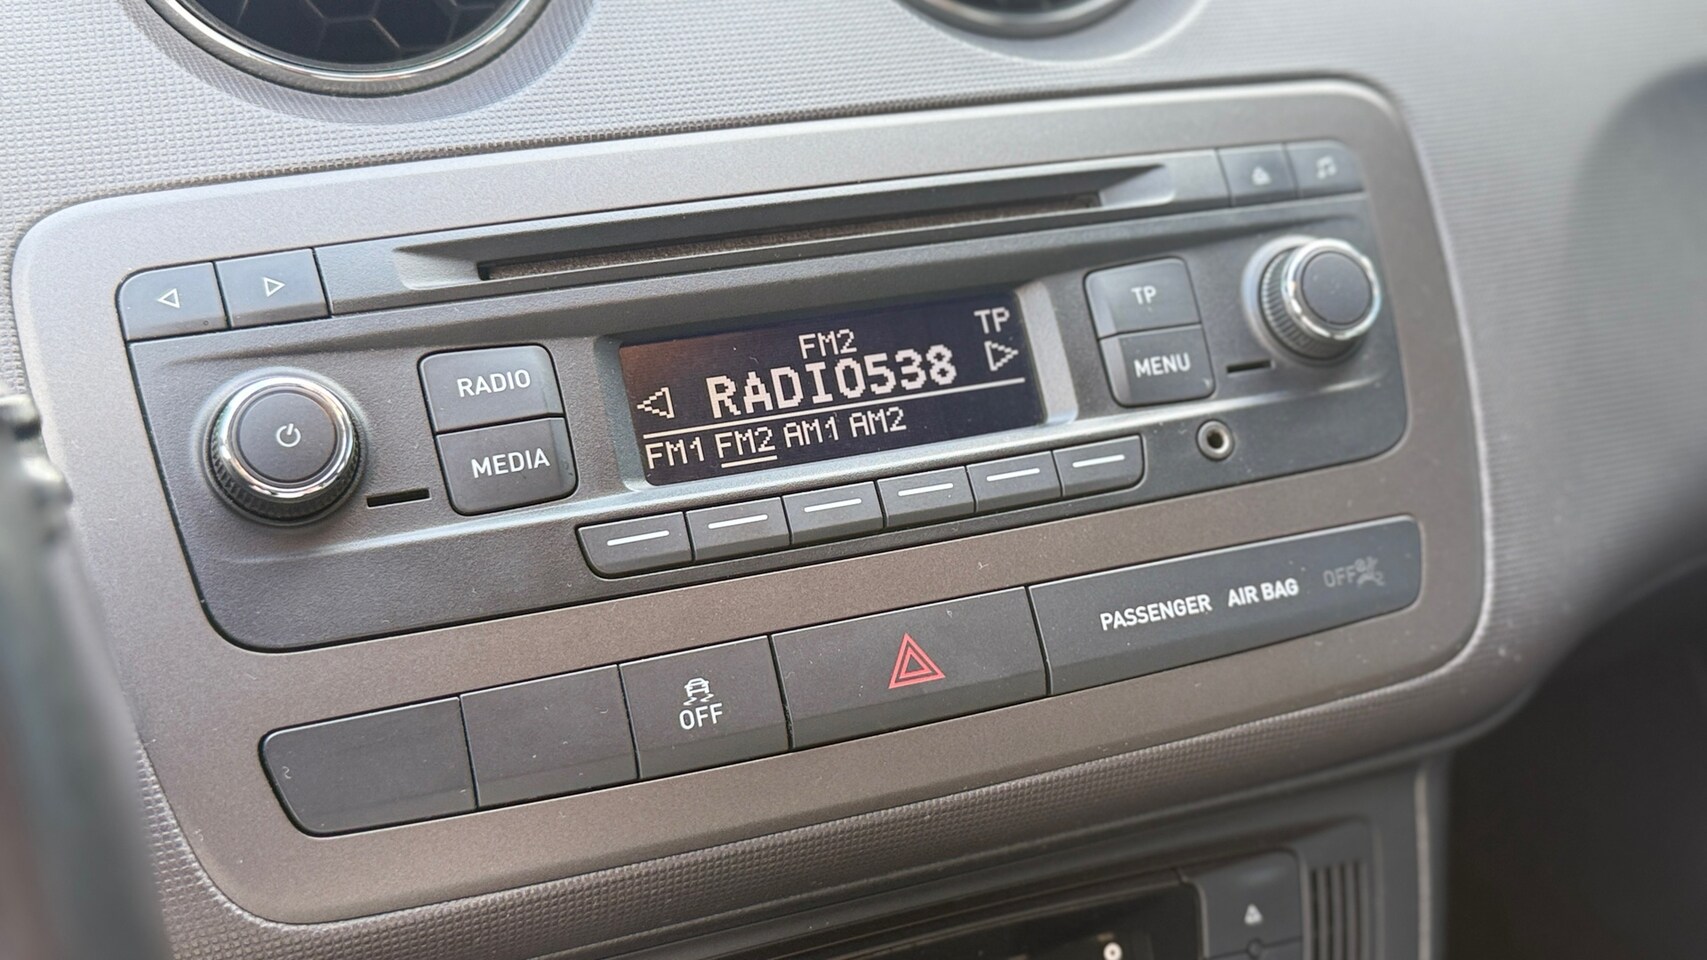 RADIO
MEDIA
FM2
TP
RADIO538
FM1 FM2 AM1 AM2
TP
MENU
OFF
PASSENGER AIR BAG OFF